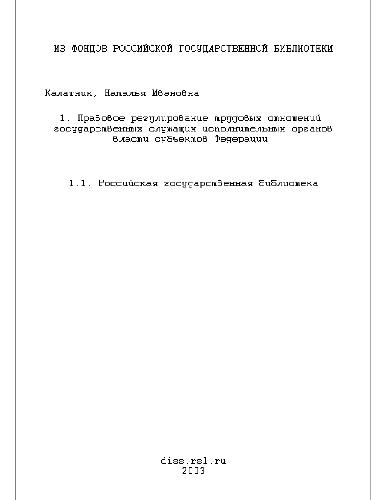 ИЗ ФОНДОВ РОССИЙСКОЙ ГОСУДАРСТВЕННОЙ БИБЛИОТЕКИ
Калатник, Наталья Ивановна
1. Правовое регулирование трудовых отношений
государственных служащих исполнительных органов
власти субъектов Федерации
1.1. Российская государственная библиотека
diss.rsl.ru
2003